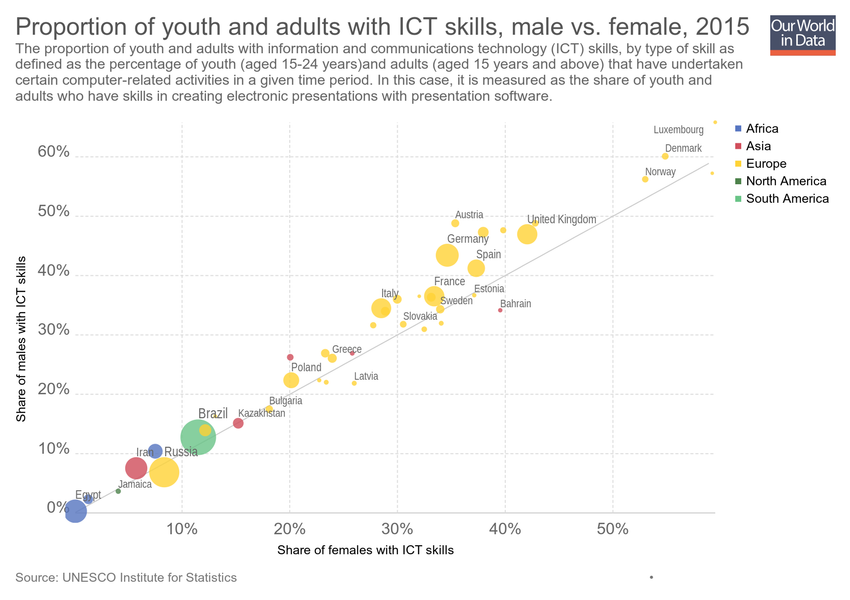 Proportion of youth and adults with ICT skills, male vs. female, 2015
Our World
in Data
The proportion of youth and adults with information and communications technology (ICT) skills, by type of skill as
defined as the percentage of youth (aged 15-24 years)and adults (aged 15 years and above) that have undertaken
certain computer-related activities in a given time period. In this case, it is measured as the share of youth and
adults who have skills in creating electronic presentations with presentation software.
Africa
Asia
Europe
North America
South America
Share of males with ICT skills
60%
50%
40%
30%
20%
10%
0%
Luxembourg
Denmark
Norway
Austria
United Kingdom
Germany
Spain
France
Estonia
Italy
Sweden
Bahrain
Slovakia
Greece
Poland
Latvia
Bulgaria
Brazil
Kazakhstan
Iran
Russia
Jamaica
Egypt
10%
20%
30%
40%
50%
Share of females with ICT skills
Source: UNESCO Institute for Statistics